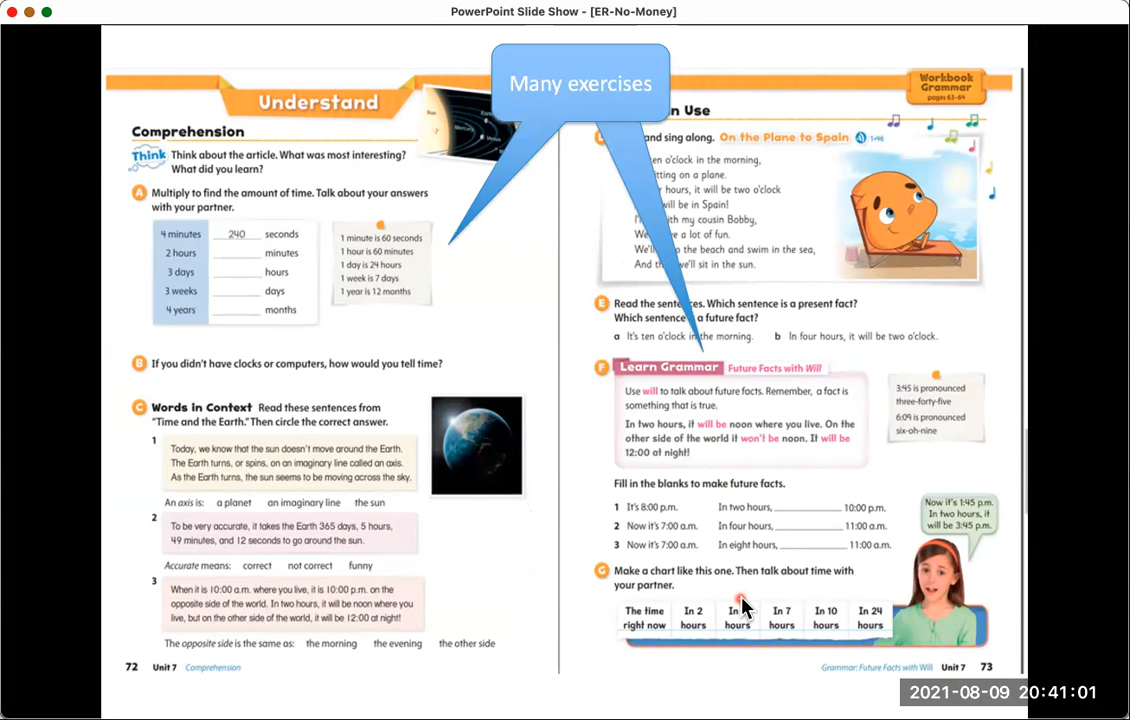 PowerPoint Slide Show - [ER-No-Money]
Many exercises
Understand
Comprehension
Think Think about the article. What was most interesting?
What did you learn?
A Multiply to find the amount of time. Talk about your answers
with your partner.
4 minutes 240 seconds
2 hours ______ minutes
3 days ______ hours
3 weeks ______ days
4 years ______ months
1 minute is 60 seconds
1 hour is 60 minutes
1 day is 24 hours
1 week is 7 days
1 year is 12 months
Sun
Mercury
Venus
B If you didn't have clocks or computers, how would you tell time?
C Words in Context Read these sentences from
"Time and the Earth." Then circle the correct answer.
1 Today, we know that the sun doesn't move around the Earth.
The Earth turns, or spins, on an imaginary line called an axis.
As the Earth turns, the sun seems to be moving across the sky.
An axis is: a planet an imaginary line the sun
2 To be very accurate, it takes the Earth 365 days, 5 hours,
49 minutes, and 12 seconds to go around the sun.
Accurate means: correct not correct funny
3 When it is 10:00 a.m. where you live, it is 10:00 p.m. on the
opposite side of the world. In two hours, it will be noon where you
live, but on the other side of the world, it will be 12:00 at night!
The opposite side is the same as: the morning the evening the other side
72 Unit 7 Comprehension
Workbook
Grammar
pages 63–64
Use
and sing along. On the Plane to Spain 1•46
o'clock in the morning,
itting on a plane.
hours, it will be two o'clock
will be in Spain!
with my cousin Bobby,
a lot of fun.
the beach and swim in the sea,
And we'll sit in the sun.
E Read the sentences. Which sentence is a present fact?
Which sentence a future fact?
a It's ten o'clock in the morning. b In four hours, it will be two o'clock.
F Learn Grammar Future Facts with Will
Use will to talk about future facts. Remember, a fact is
something that is true.
In two hours, it will be noon where you live. On the
other side of the world it won't be noon. It will be
12:00 at night!
3:45 is pronounced
three-forty-five
6:09 is pronounced
six-oh-nine
Fill in the blanks to make future facts.
1 It's 8:00 p.m. In two hours, ______ 10:00 p.m.
2 Now it's 7:00 a.m. In four hours, ______ 11:00 a.m.
3 Now it's 7:00 a.m. In eight hours, ______ 11:00 a.m.
Now it's 1:45 p.m.
In two hours, it
will be 3:45 p.m.
G Make a chart like this one. Then talk about time with
your partner.
The time In 2 In In 7 In 10 In 24
right now hours hours hours hours hours
Grammar: Future Facts with Will Unit 7 73
2021-08-09 20:41:01